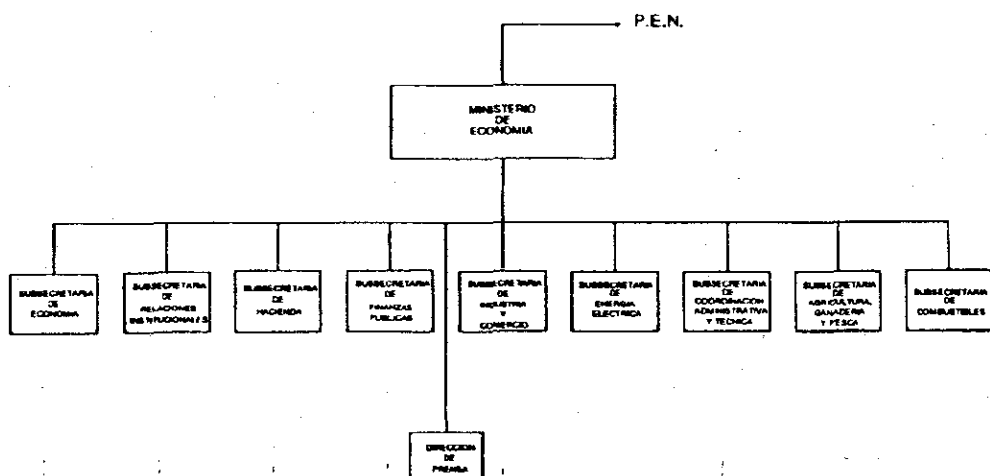 P.E.N.
MINISTERIO
DE
ECONOMIA
SUBSECRETARIA
DE
ECONOMIA
SUBSECRETARIA
DE
RELACIONES
INSTITUCIONALES
SUBSECRETARIA
DE
HACIENDA
SUBSECRETARIA
DE
FINANZAS
PUBLICAS
SUBSECRETARIA
DE
INDUSTRIA
Y
COMERCIO
SUBSECRETARIA
DE
ENERGIA
ELECTRICA
SUBSECRETARIA
DE
COORDINACION
ADMINISTRATIVA
Y TECNICA
SUBSECRETARIA
DE
AGRICULTURA,
GANADERIA
Y PESCA
SUBSECRETARIA
DE
COMBUSTIBLES
DIRECCION
DE
PRENSA